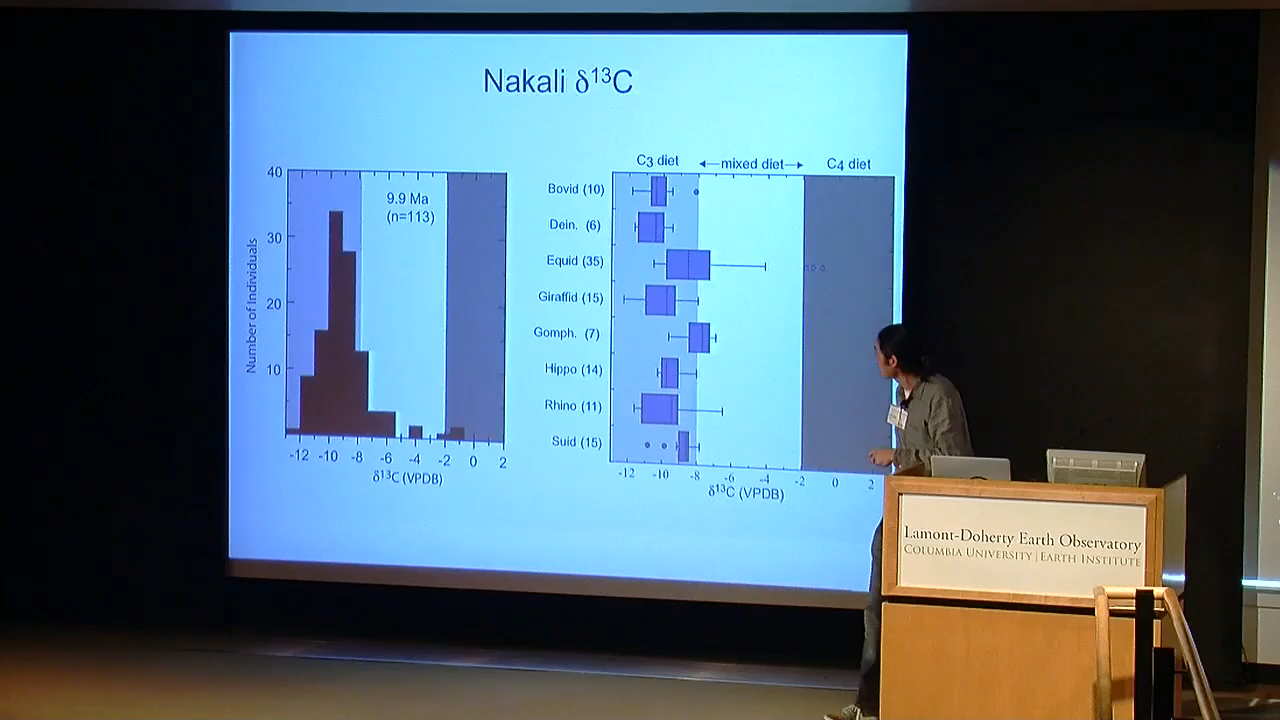 Nakali δ¹³C
40
30
20
10
Number of Individuals
9.9 Ma
(n=113)
-12 -10 -8 -6 -4 -2 0 2
δ¹³C (VPDB)
C3 diet
mixed diet
C4 diet
Bovid (10)
Dein. (6)
Equid (35)
Giraffid (15)
Gomph. (7)
Hippo (14)
Rhino (11)
Suid (15)
-12 -10 -8 -6 -4 -2 0 2
δ¹³C (VPDB)
Lamont-Doherty Earth Observatory
COLUMBIA UNIVERSITY | EARTH INSTITUTE